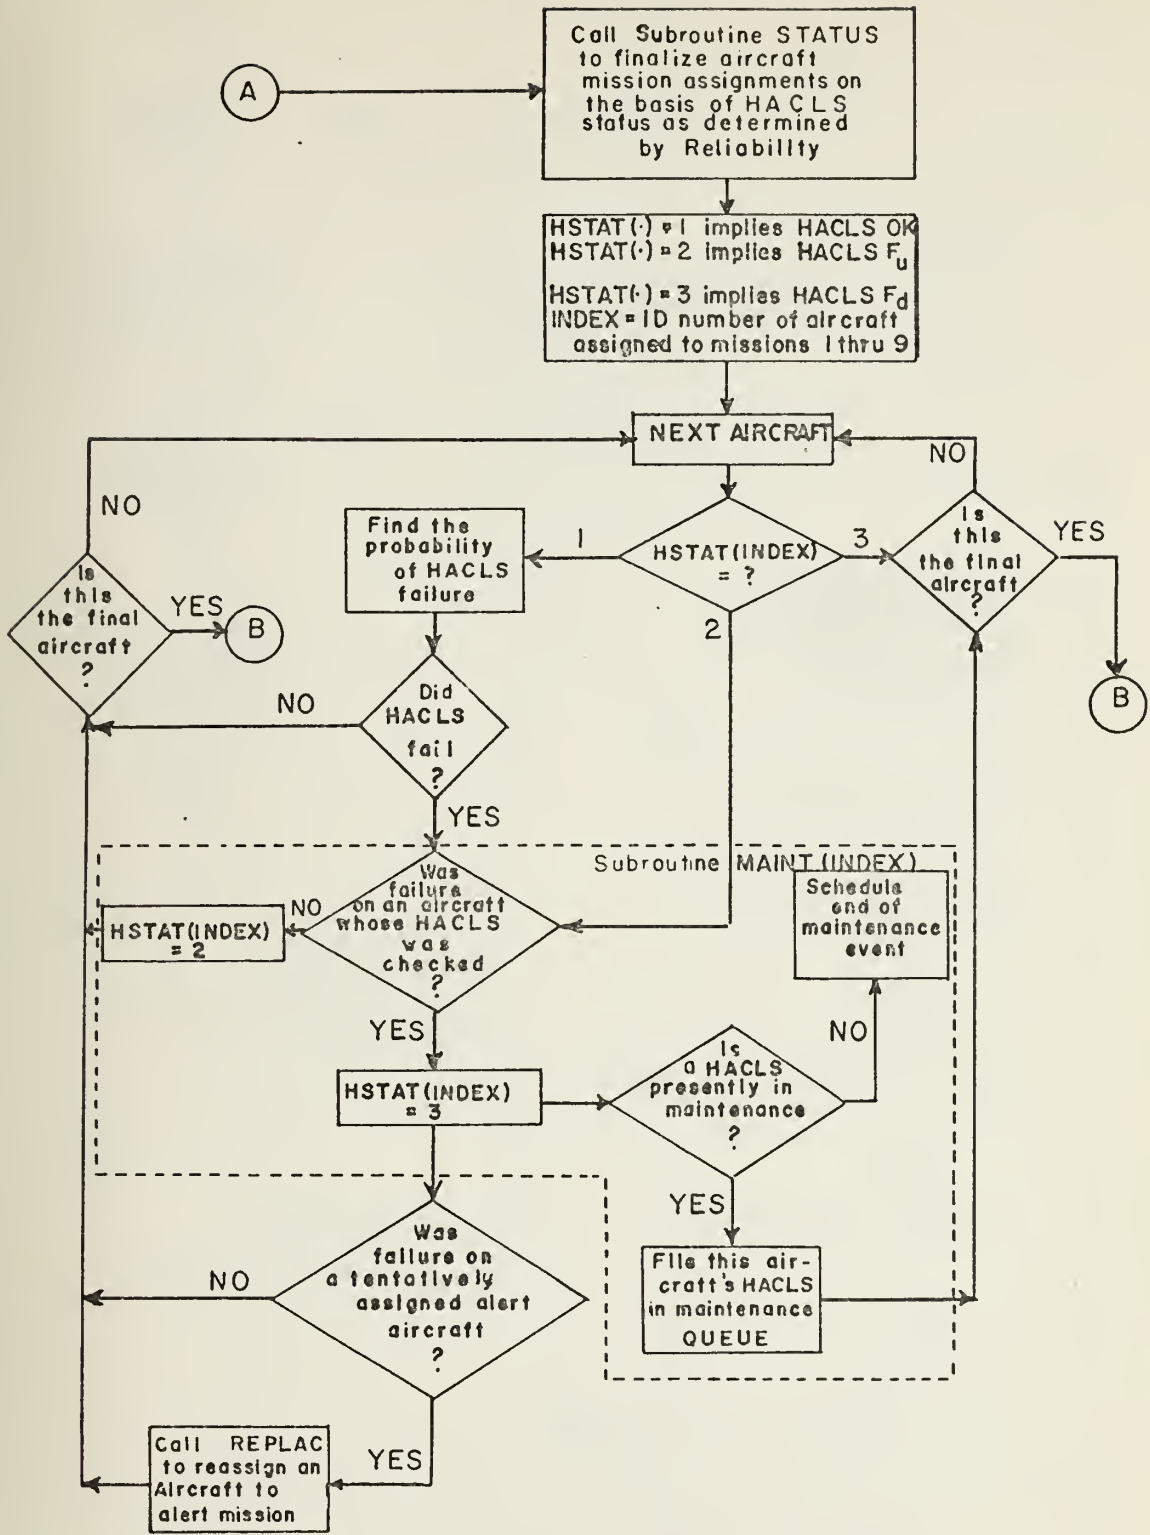 Call Subroutine STATUS
to finalize aircraft
mission assignments on
the basis of HACLS
status as determined
by Reliability
A
HSTAT(·) = 1 implies HACLS OK
HSTAT(·) = 2 implies HACLS Fu
HSTAT(·) = 3 implies HACLS Fd
INDEX = ID number of aircraft
assigned to missions 1 thru 9
NEXT AIRCRAFT
NO
NO
Find the
probability
of HACLS
failure
1
HSTAT(INDEX)
= ?
3
2
Is
this
the final
aircraft
?
YES
B
Is
this
the final
aircraft
?
YES
B
Did
HACLS
fail
?
NO
YES
Subroutine MAINT (INDEX)
Was
failure
on an aircraft
whose HACLS
was
checked
?
NO
HSTAT(INDEX)
= 2
Schedule
end of
maintenance
event
YES
NO
HSTAT(INDEX)
= 3
Is
a HACLS
presently in
maintenance
?
YES
File this air-
craft's HACLS
in maintenance
QUEUE
Was
failure on
a tentatively
assigned alert
aircraft
?
NO
YES
Call REPLAC
to reassign an
Aircraft to
alert mission